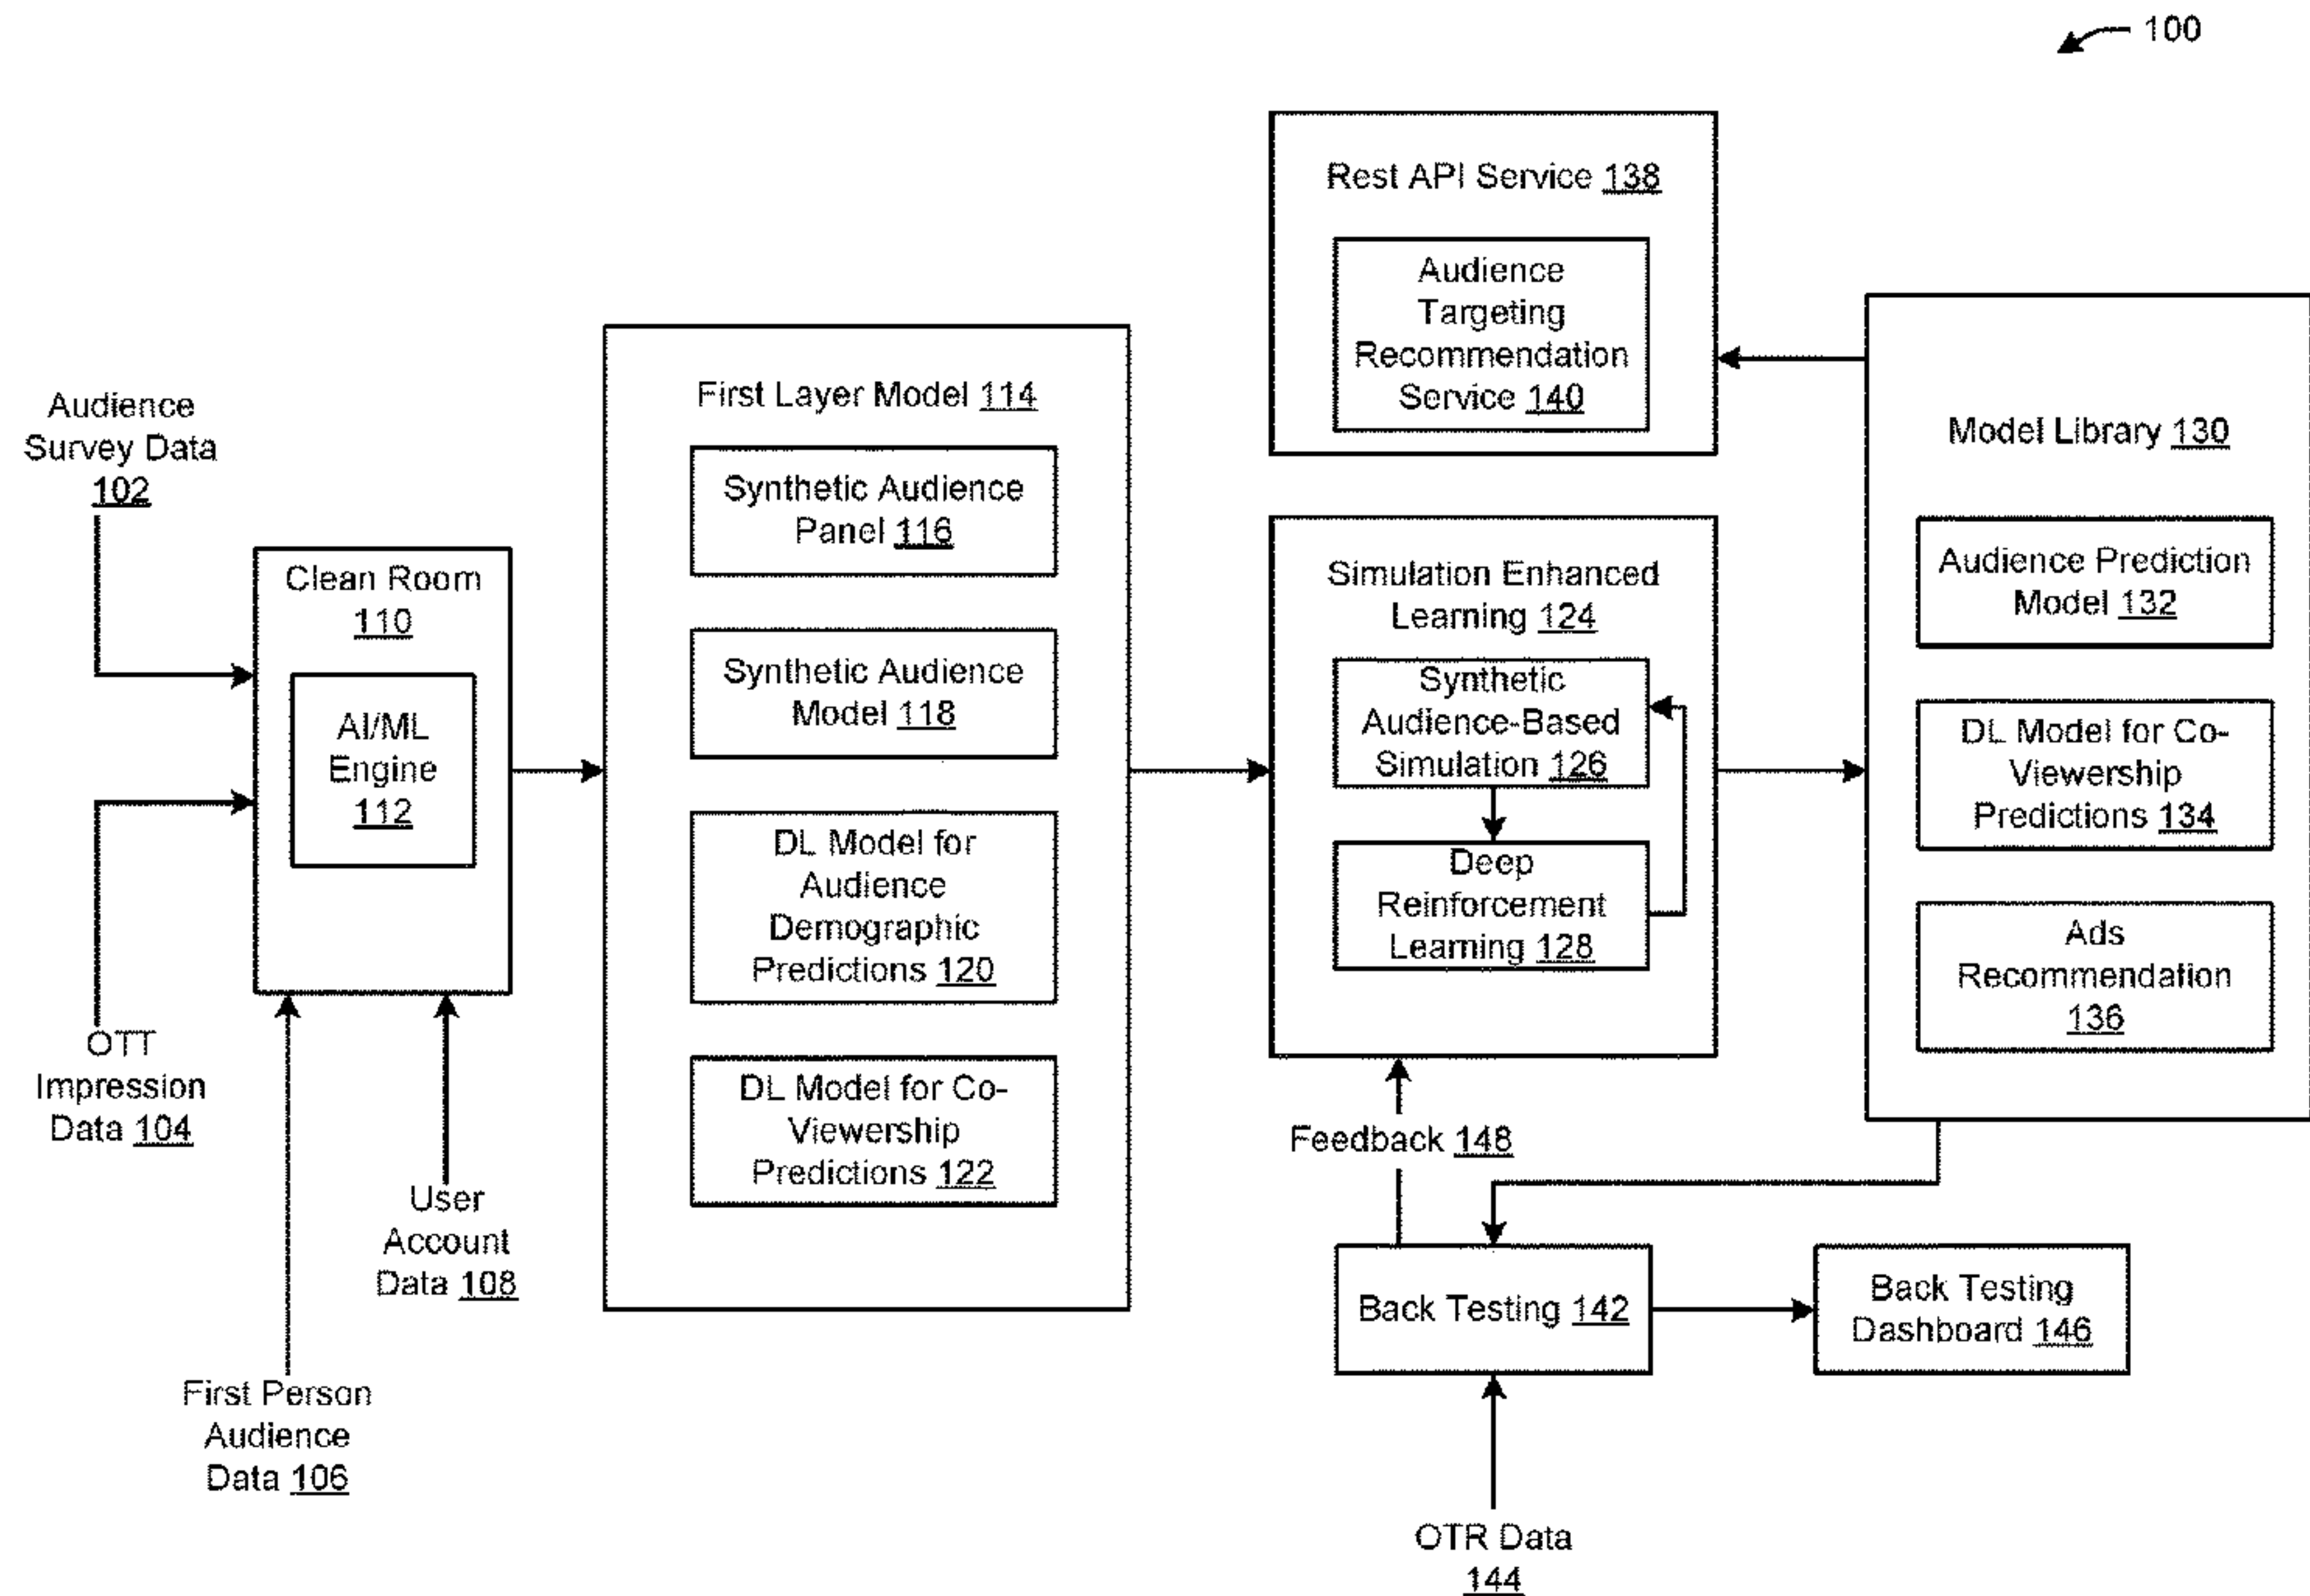 100
Rest API Service 138
Audience
Targeting
Recommendation
Service 140
Audience
Survey Data
102
OTT
Impression
Data 104
First Person
Audience
Data 106
User
Account
Data 108
Clean Room
110
AI/ML
Engine
112
First Layer Model 114
Synthetic Audience
Panel 116
Synthetic Audience
Model 118
DL Model for
Audience
Demographic
Predictions 120
DL Model for Co-
Viewership
Predictions 122
Simulation Enhanced
Learning 124
Synthetic
Audience-Based
Simulation 126
Deep
Reinforcement
Learning 128
Model Library 130
Audience Prediction
Model 132
DL Model for Co-
Viewership
Predictions 134
Ads
Recommendation
136
Feedback 148
Back Testing 142
Back Testing
Dashboard 146
OTR Data
144